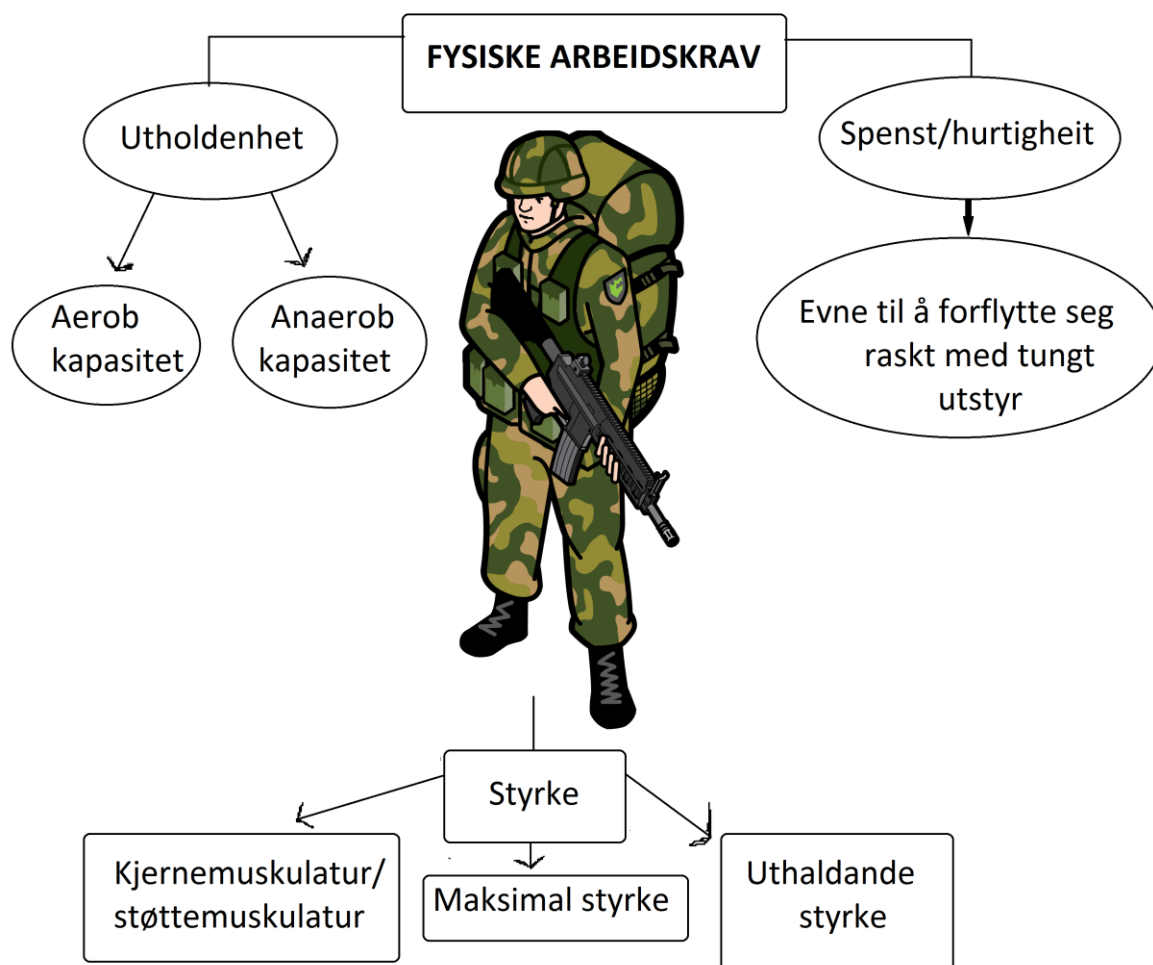 FYSISKE ARBEIDSKRAV
Utholdenhet
Spenst/hurtigheit
Aerob
kapasitet
Anaerob
kapasitet
Evne til å forflytte seg
raskt med tungt
utstyr
Styrke
Kjernemuskulatur/
støttemuskulatur
Maksimal styrke
Uthaldande
styrke